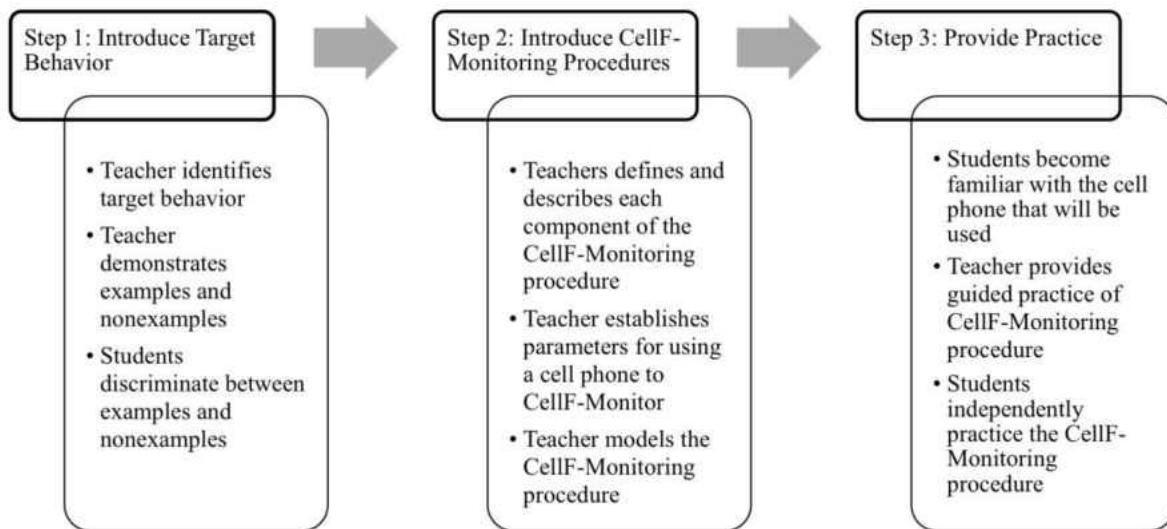 Step 1: Introduce Target
Behavior
• Teacher identifies
target behavior
• Teacher
demonstrates
examples and
nonexamples
• Students
discriminate between
examples and
nonexamples
Step 2: Introduce CellF-
Monitoring Procedures
• Teachers defines and
describes each
component of the
CellF-Monitoring
procedure
• Teacher establishes
parameters for using
a cell phone to
CellF-Monitor
• Teacher models the
CellF-Monitoring
procedure
Step 3: Provide Practice
• Students become
familiar with the cell
phone that will be
used
• Teacher provides
guided practice of
CellF-Monitoring
procedure
• Students
independently
practice the CellF-
Monitoring
procedure